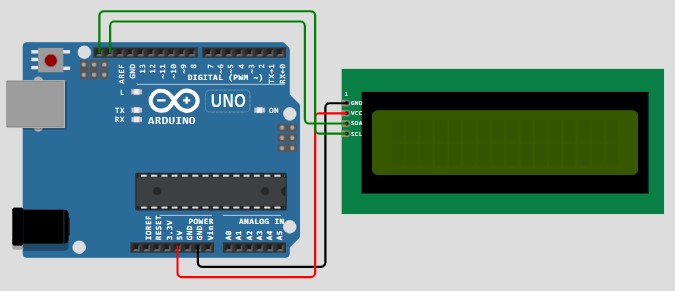 AREF
GND
13
12
~11
~10
~9
8
7
~6
~5
4
~3
2
TX→1
RX←0
DIGITAL (PWM ~)
L
TX
RX
UNO
ON
ARDUINO
1
GND
VCC
SDA
SCL
IOREF
RESET
3.3V
5V
GND
GND
Vin
POWER
ANALOG IN
A0
A1
A2
A3
A4
A5